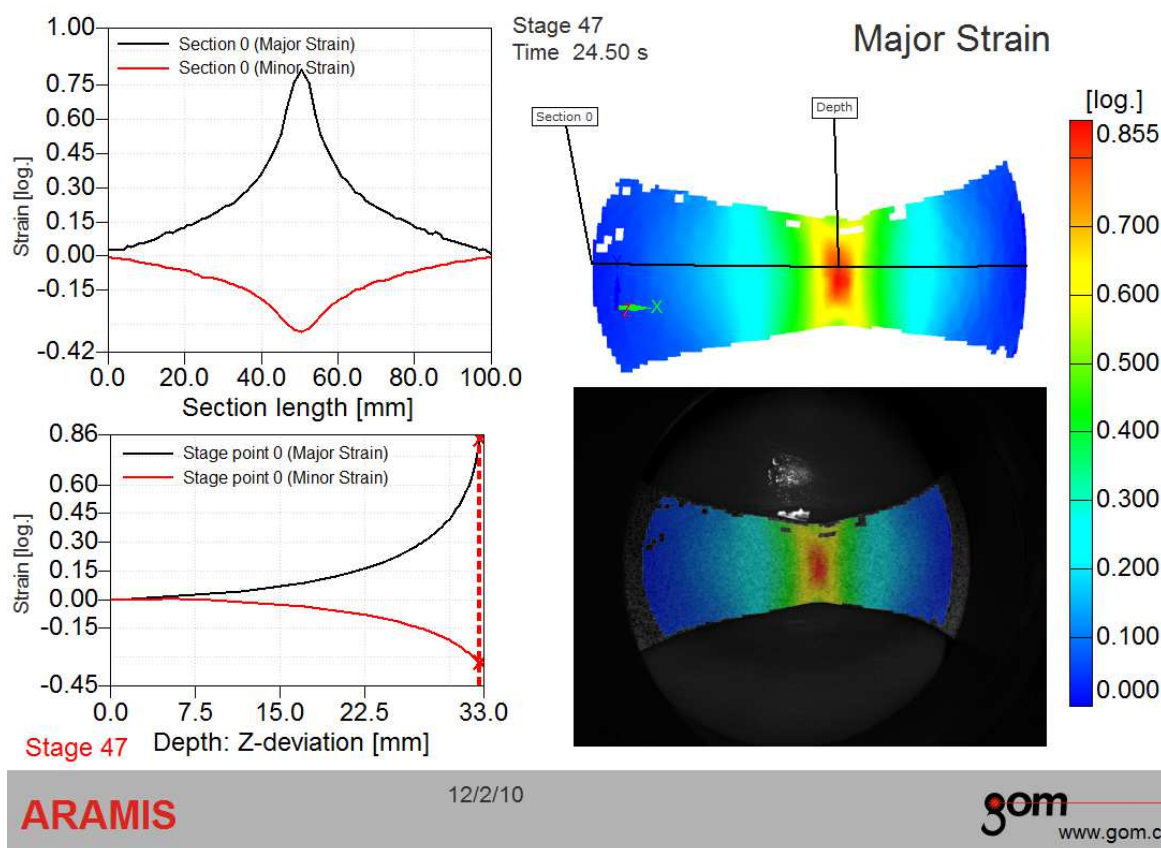 Stage 47
Time 24.50 s
Major Strain
1.00
0.75
0.60
0.45
0.30
0.15
0.00
-0.15
-0.42
Strain [log.]
Section 0 (Major Strain)
Section 0 (Minor Strain)
0.0 20.0 40.0 60.0 80.0 100.0
Section length [mm]
Section 0
Depth
Y
X
Z
[log.]
0.855
0.700
0.600
0.500
0.400
0.300
0.200
0.100
0.000
0.86
0.60
0.45
0.30
0.15
0.00
-0.15
-0.45
Strain [log.]
Stage point 0 (Major Strain)
Stage point 0 (Minor Strain)
0.0 7.5 15.0 22.5 33.0
Stage 47 Depth: Z-deviation [mm]
ARAMIS
12/2/10
gom
www.gom.c